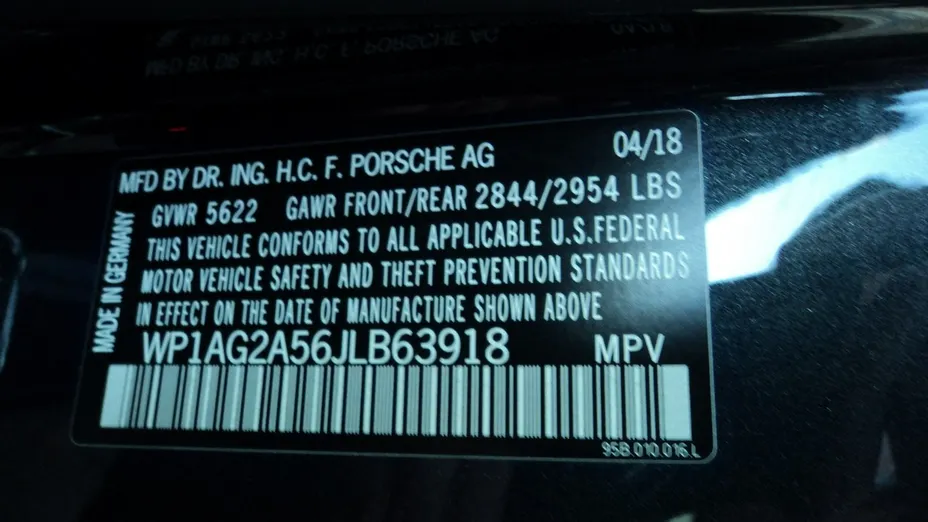 MFD BY DR. ING. H.C. F. PORSCHE AG 04/18
GVWR 5622 GAWR FRONT/REAR 2844/2954 LBS
THIS VEHICLE CONFORMS TO ALL APPLICABLE U.S.FEDERAL
MOTOR VEHICLE SAFETY AND THEFT PREVENTION STANDARDS
IN EFFECT ON THE DATE OF MANUFACTURE SHOWN ABOVE
MADE IN GERMANY
WP1AG2A56JLB63918 MPV
95B.010.016.L